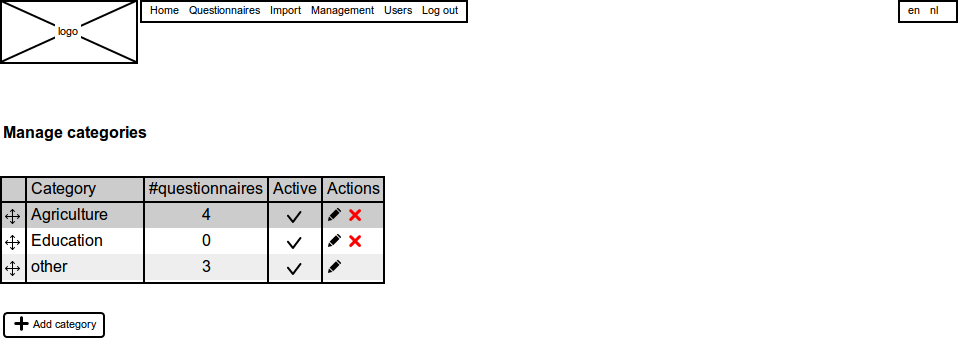 logo
Home Questionnaires Import Management Users Log out
en nl
Manage categories
Category #questionnaires Active Actions
Agriculture 4
Education 0
other 3
Add category